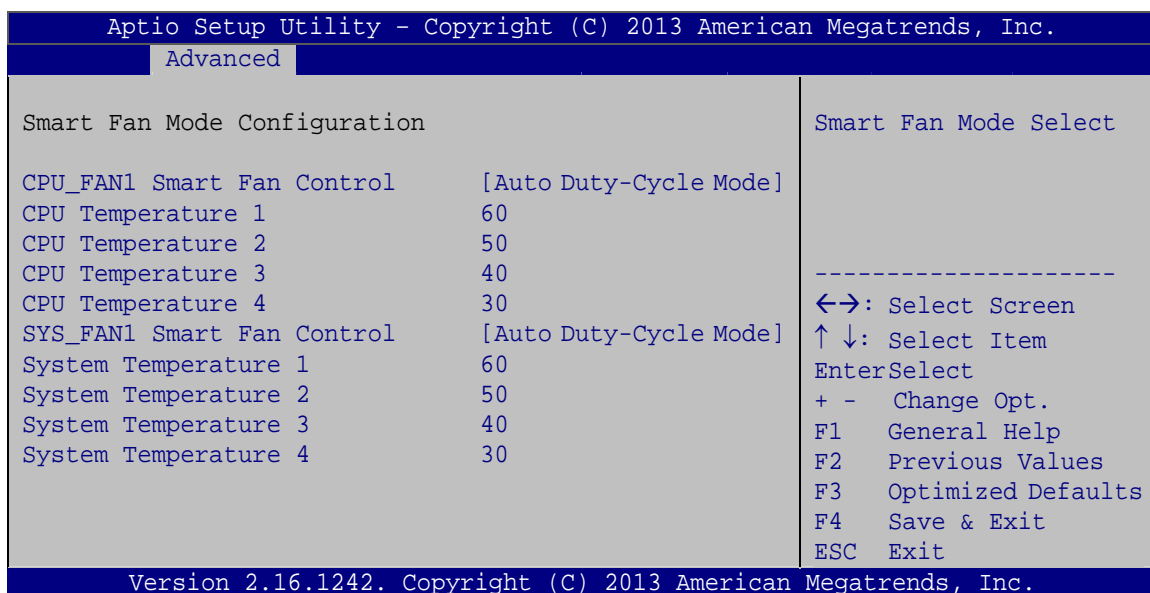 Aptio Setup Utility – Copyright (C) 2013 American Megatrends, Inc.
Advanced
Smart Fan Mode Configuration
CPU_FAN1 Smart Fan Control [Auto Duty-Cycle Mode]
CPU Temperature 1 60
CPU Temperature 2 50
CPU Temperature 3 40
CPU Temperature 4 30
SYS_FAN1 Smart Fan Control [Auto Duty-Cycle Mode]
System Temperature 1 60
System Temperature 2 50
System Temperature 3 40
System Temperature 4 30
Smart Fan Mode Select
---------------------
←→: Select Screen
↑ ↓: Select Item
EnterSelect
+ - Change Opt.
F1 General Help
F2 Previous Values
F3 Optimized Defaults
F4 Save & Exit
ESC Exit
Version 2.16.1242. Copyright (C) 2013 American Megatrends, Inc.